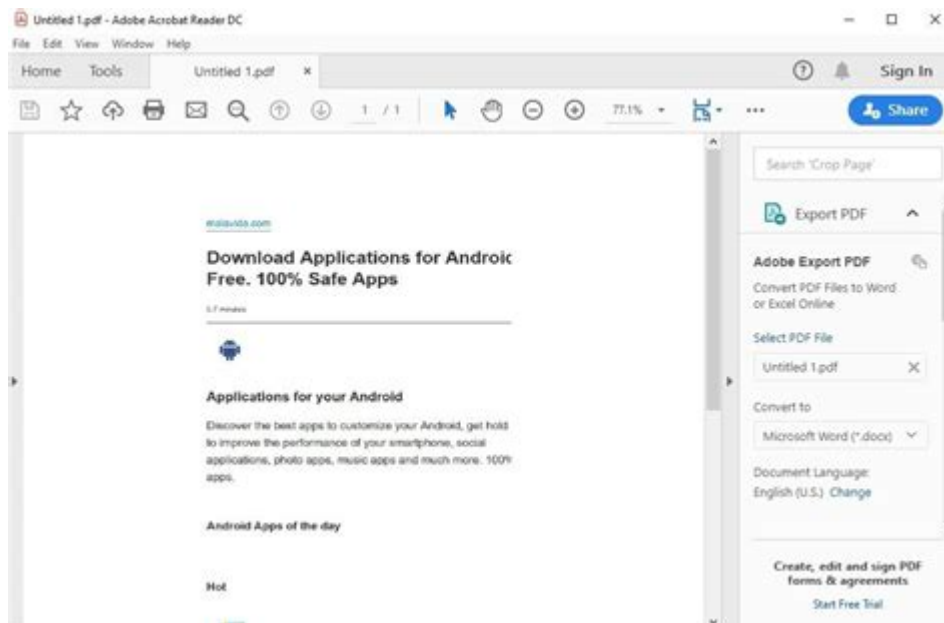 Untitled 1.pdf - Adobe Acrobat Reader DC
File Edit View Window Help
Home Tools Untitled 1.pdf × Sign In
1 / 1 77.1% Share
malavida.com
Download Applications for Androic
Free. 100% Safe Apps
5-7 minutes
Applications for your Android
Discover the best apps to customize your Android, get hold
to improve the performance of your smartphone, social
applications, photo apps, music apps and much more. 100%
apps.
Android Apps of the day
Hot
Search 'Crop Page'
Export PDF
Adobe Export PDF
Convert PDF Files to Word
or Excel Online
Select PDF File
Untitled 1.pdf
Convert to
Microsoft Word (*.docx)
Document Language:
English (U.S.) Change
Create, edit and sign PDF
forms & agreements
Start Free Trial